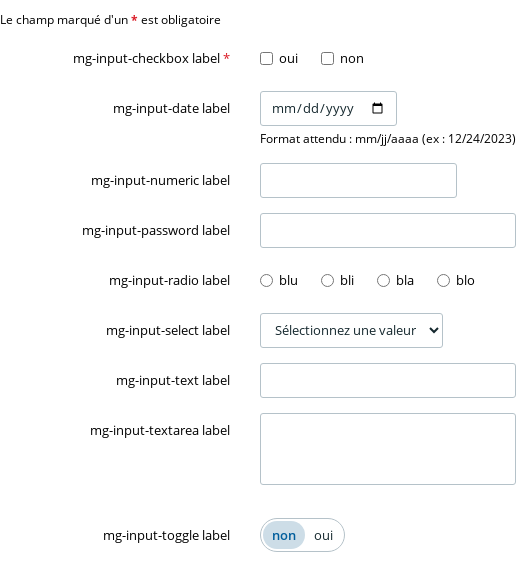 Le champ marqué d'un * est obligatoire
mg-input-checkbox label * oui non
mg-input-date label mm/dd/yyyy
Format attendu : mm/jj/aaaa (ex : 12/24/2023)
mg-input-numeric label
mg-input-password label
mg-input-radio label blu bli bla blo
mg-input-select label Sélectionnez une valeur
mg-input-text label
mg-input-textarea label
mg-input-toggle label non oui